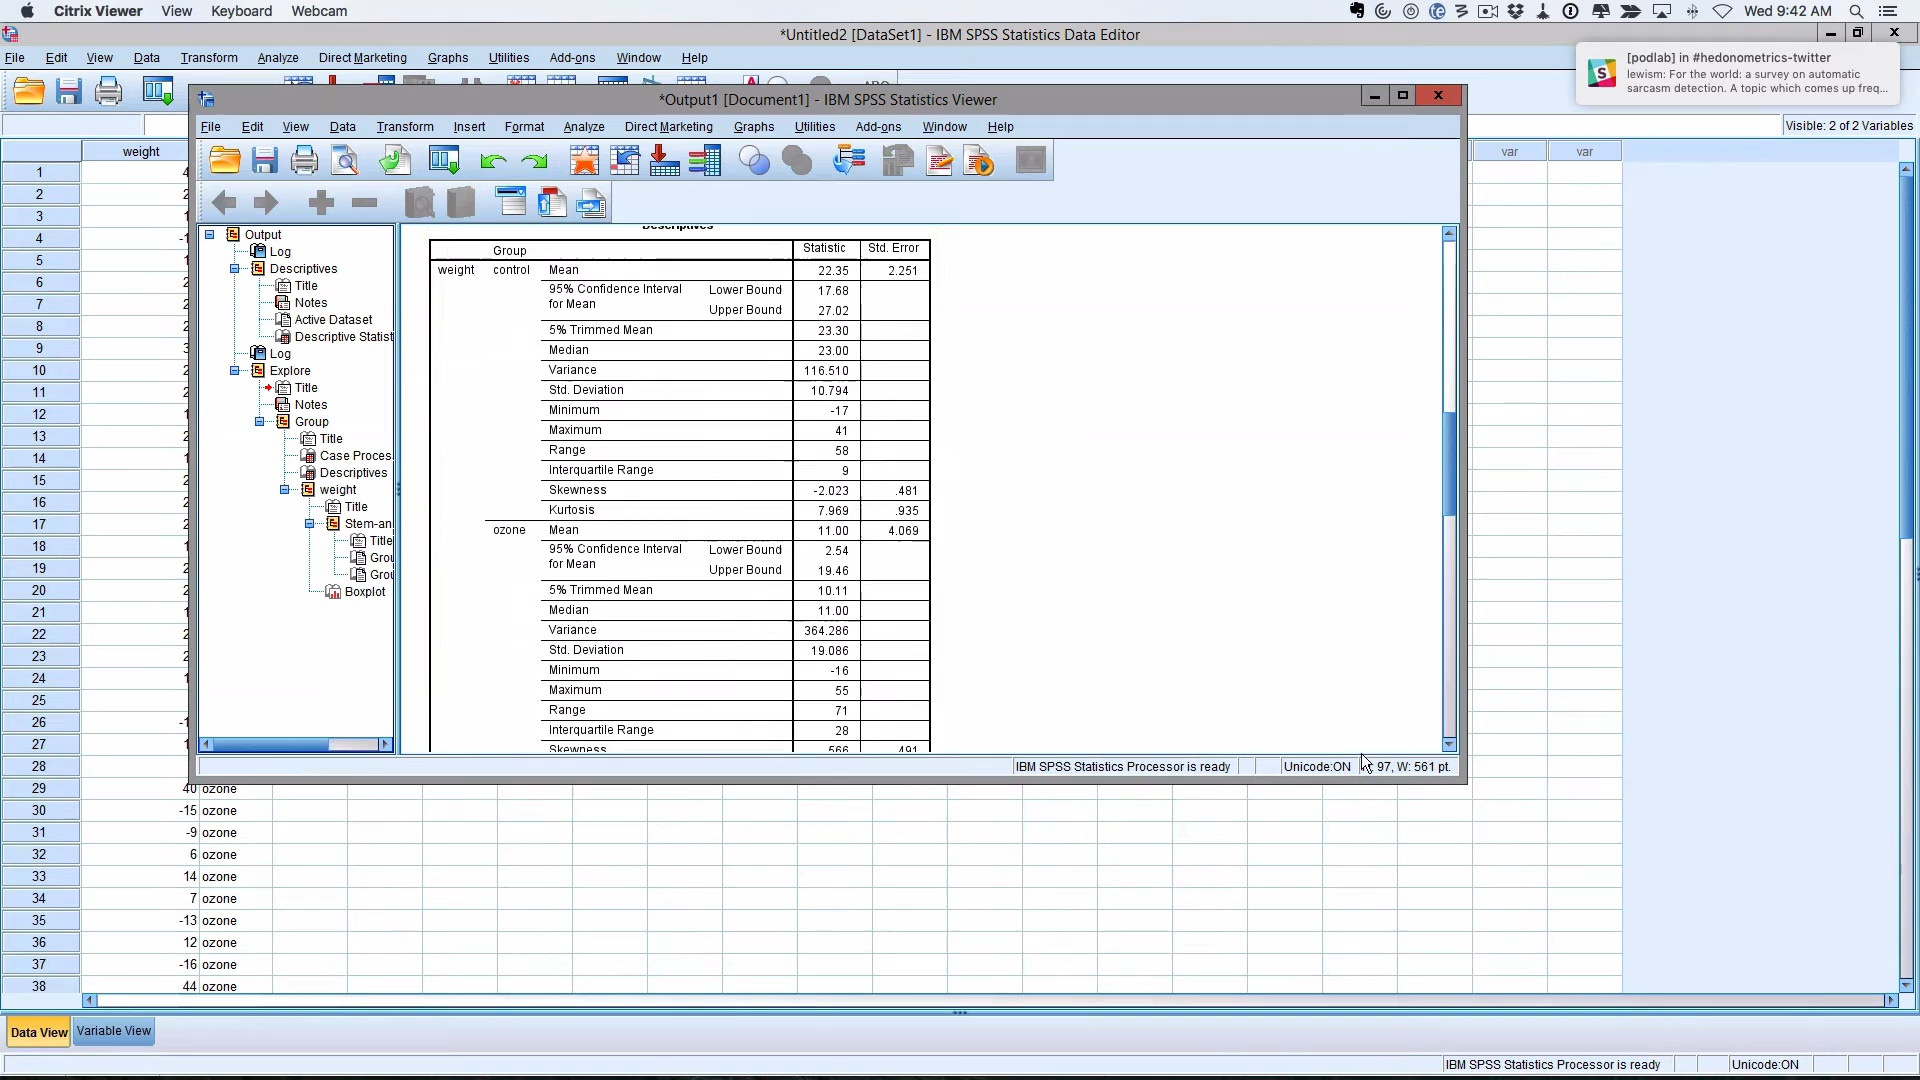 Citrix Viewer View Keyboard Webcam
Wed 9:42 AM
*Untitled2 [DataSet1] - IBM SPSS Statistics Data Editor
File Edit View Data Transform Analyze Direct Marketing Graphs Utilities Add-ons Window Help
[podlab] in #hedonometrics-twitter
lewism: For the world: a survey on automatic
sarcasm detection. A topic which comes up freq...
Visible: 2 of 2 Variables
*Output1 [Document1] - IBM SPSS Statistics Viewer
File Edit View Data Transform Insert Format Analyze Direct Marketing Graphs Utilities Add-ons Window Help
weight
var var
1
2
3
4
5
6
7
8
9
10
11
12
13
14
15
16
17
18
19
20
21
22
23
24
25
26
27
28
Output
Log
Descriptives
Title
Notes
Active Dataset
Descriptive Statist
Log
Explore
Title
Notes
Group
Title
Case Proces
Descriptives
weight
Title
Stem-an
Title
Grou
Grou
Boxplot
Descriptives
Group Statistic Std. Error
weight control Mean 22.35 2.251
95% Confidence Interval Lower Bound 17.68
for Mean Upper Bound 27.02
5% Trimmed Mean 23.30
Median 23.00
Variance 116.510
Std. Deviation 10.794
Minimum -17
Maximum 41
Range 58
Interquartile Range 9
Skewness -2.023 .481
Kurtosis 7.969 .935
ozone Mean 11.00 4.069
95% Confidence Interval Lower Bound 2.54
for Mean Upper Bound 19.46
5% Trimmed Mean 10.11
Median 11.00
Variance 364.286
Std. Deviation 19.086
Minimum -16
Maximum 55
Range 71
Interquartile Range 28
Skewness .566 .491
IBM SPSS Statistics Processor is ready Unicode:ON 97, W: 561 pt.
29 40 ozone
30 -15 ozone
31 -9 ozone
32 6 ozone
33 14 ozone
34 7 ozone
35 -13 ozone
36 12 ozone
37 -16 ozone
38 44 ozone
Data View Variable View
IBM SPSS Statistics Processor is ready Unicode:ON